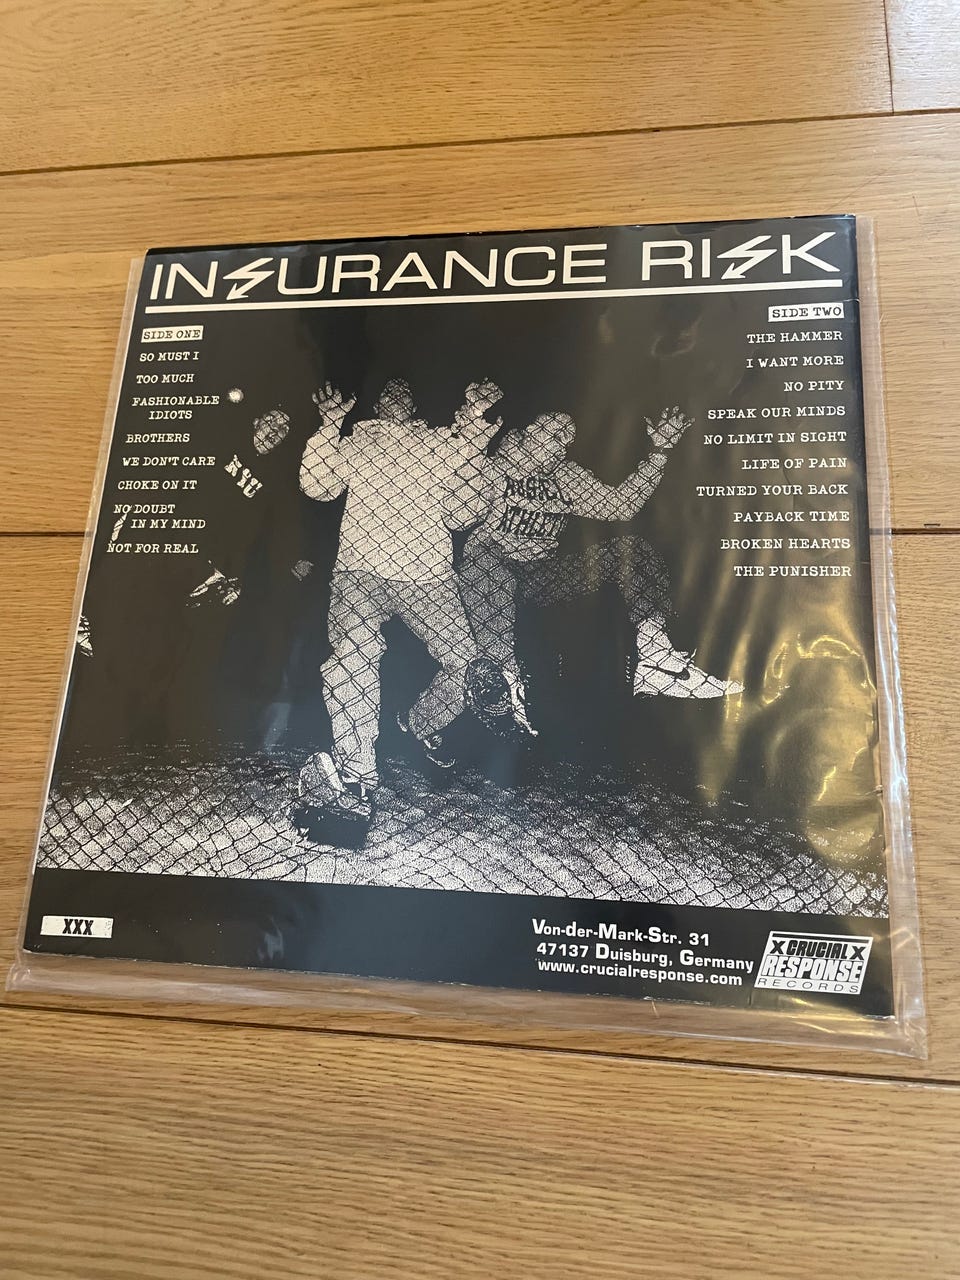 INSURANCE RISK
SIDE ONE
SO MUST I
TOO MUCH
FASHIONABLE
IDIOTS
BROTHERS
WE DON'T CARE
CHOKE ON IT
NO DOUBT
IN MY MIND
NOT FOR REAL
SIDE TWO
THE HAMMER
I WANT MORE
NO PITY
SPEAK OUR MINDS
NO LIMIT IN SIGHT
LIFE OF PAIN
TURNED YOUR BACK
PAYBACK TIME
BROKEN HEARTS
THE PUNISHER
XXX
Von-der-Mark-Str. 31
47137 Duisburg, Germany
www.crucialresponse.com
X CRUCIAL X
RESPONSE
RECORDS